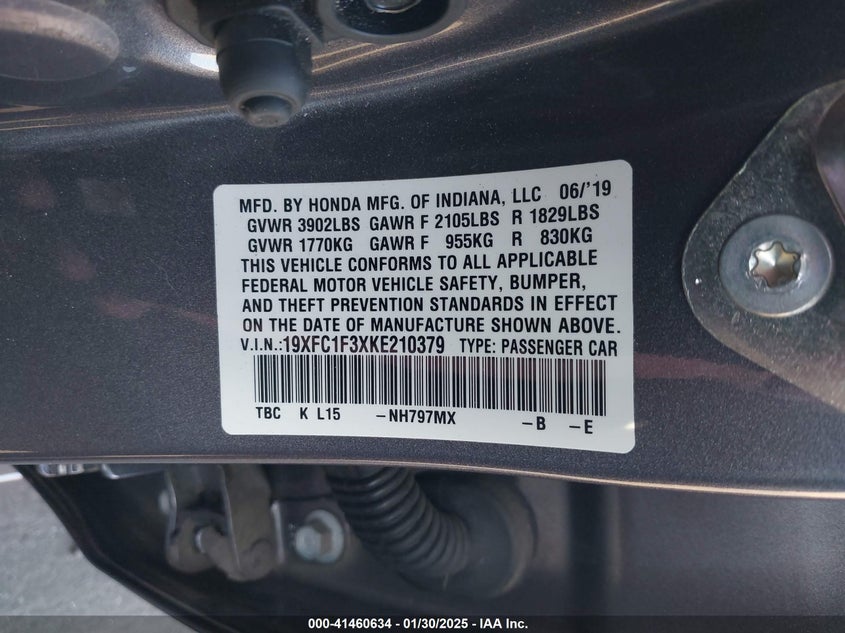 MFD. BY HONDA MFG. OF INDIANA, LLC 06/'19
GVWR 3902LBS GAWR F 2105LBS R 1829LBS
GVWR 1770KG GAWR F 955KG R 830KG
THIS VEHICLE CONFORMS TO ALL APPLICABLE
FEDERAL MOTOR VEHICLE SAFETY, BUMPER,
AND THEFT PREVENTION STANDARDS IN EFFECT
ON THE DATE OF MANUFACTURE SHOWN ABOVE.
V.I.N.:19XFC1F3XKE210379 TYPE: PASSENGER CAR
TBC K L15 -NH797MX -B -E
000-41460634 - 01/30/2025 - IAA Inc.